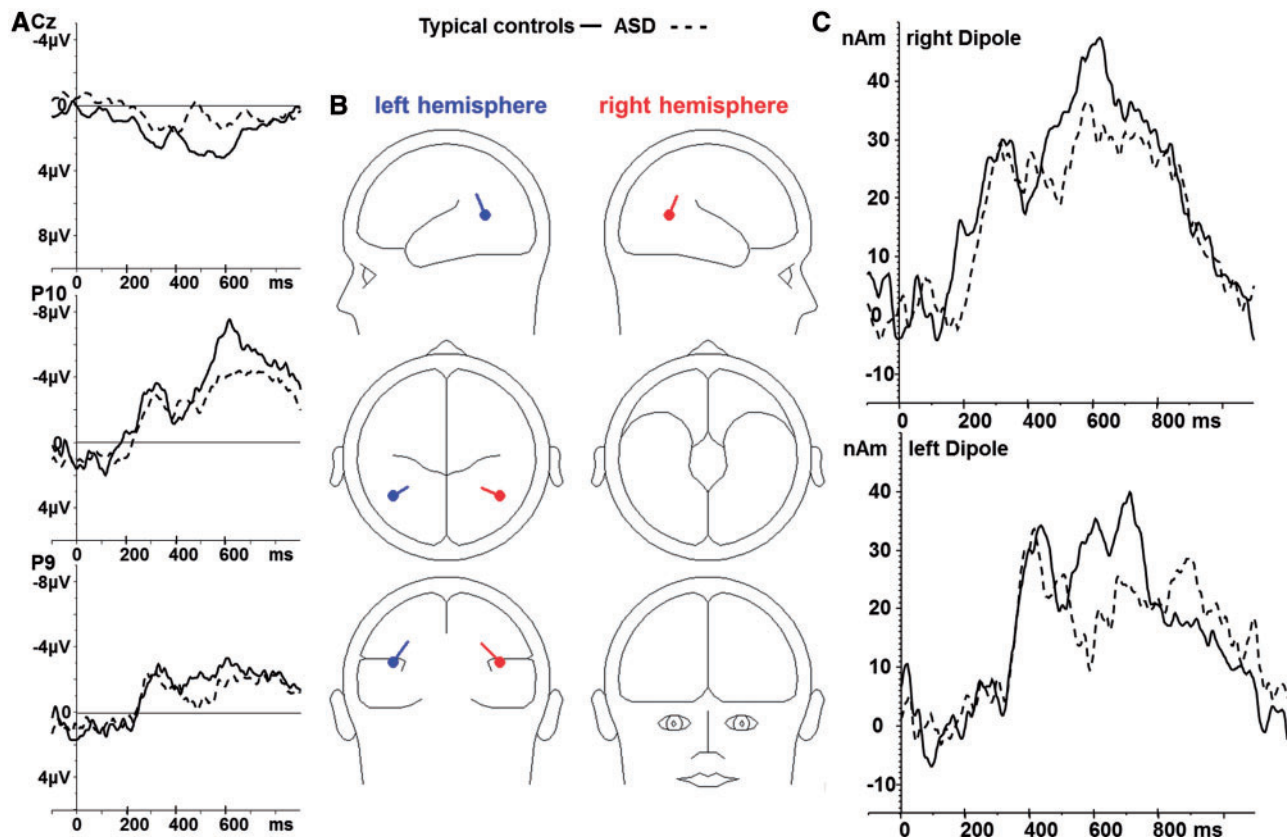 A
Cz
-4µV
0
4µV
8µV
200 400 600 ms
P10
-8µV
-4µV
0
4µV
0 200 400 600 ms
P9
-8µV
-4µV
0
4µV
0 200 400 600 ms
Typical controls ASD
B
left hemisphere right hemisphere
C
nAm right Dipole
40
30
20
10
0
-10
0 200 400 600 800 ms
nAm left Dipole
40
30
20
10
0
-10
0 200 400 600 800 ms